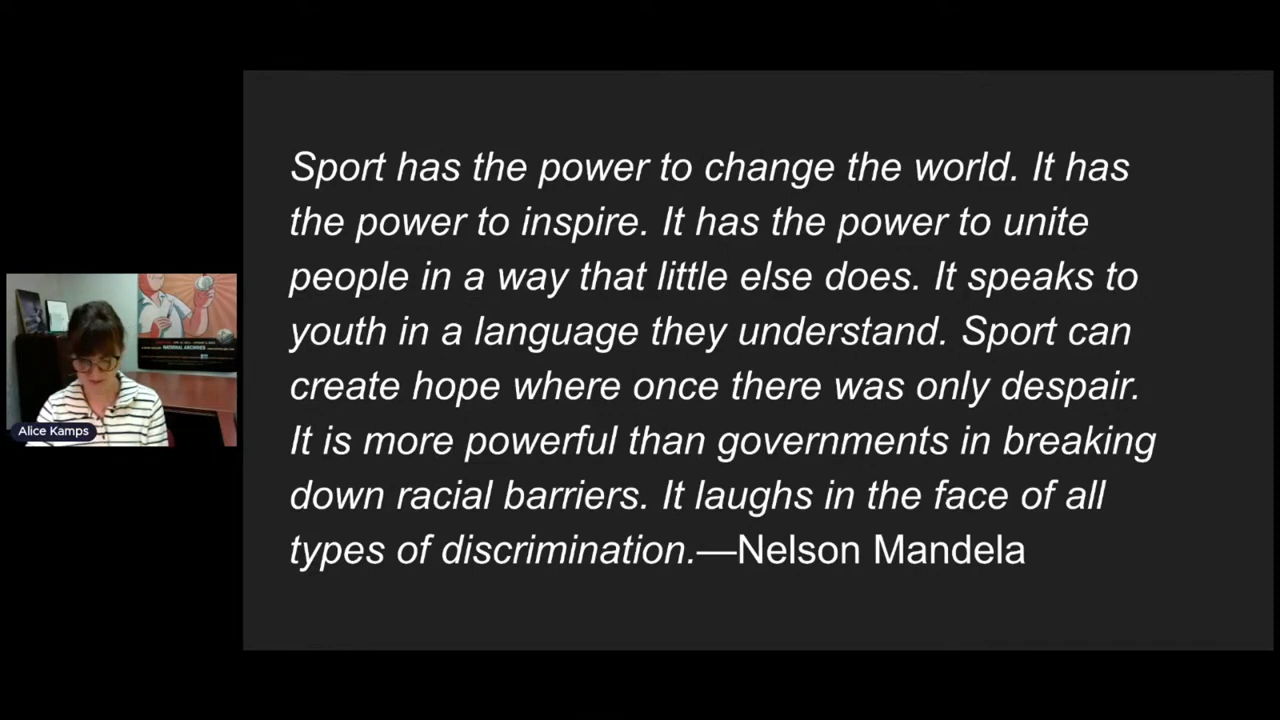 Sport has the power to change the world. It has
the power to inspire. It has the power to unite
people in a way that little else does. It speaks to
youth in a language they understand. Sport can
create hope where once there was only despair.
It is more powerful than governments in breaking
down racial barriers. It laughs in the face of all
types of discrimination.—Nelson Mandela
NATIONAL ARCHIVES
Alice Kamps